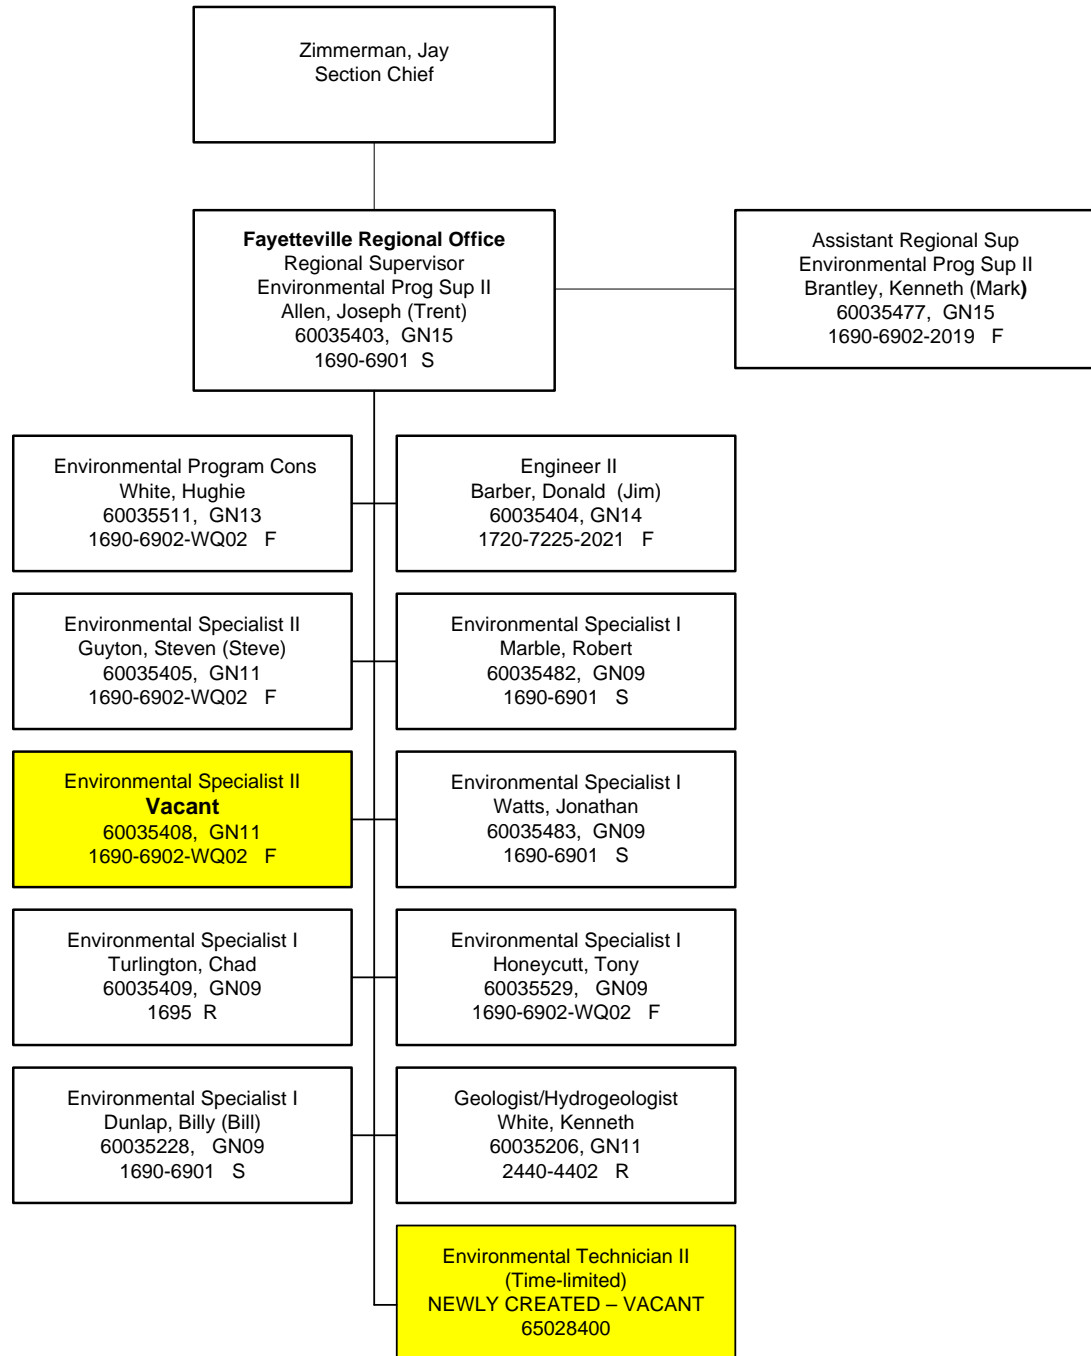 Zimmerman, Jay
Section Chief
Fayetteville Regional Office
Regional Supervisor
Environmental Prog Sup II
Allen, Joseph (Trent)
60035403, GN15
1690-6901 S
Assistant Regional Sup
Environmental Prog Sup II
Brantley, Kenneth (Mark)
60035477, GN15
1690-6902-2019 F
Environmental Program Cons
White, Hughie
60035511, GN13
1690-6902-WQ02 F
Engineer II
Barber, Donald (Jim)
60035404, GN14
1720-7225-2021 F
Environmental Specialist II
Guyton, Steven (Steve)
60035405, GN11
1690-6902-WQ02 F
Environmental Specialist I
Marble, Robert
60035482, GN09
1690-6901 S
Environmental Specialist II
Vacant
60035408, GN11
1690-6902-WQ02 F
Environmental Specialist I
Watts, Jonathan
60035483, GN09
1690-6901 S
Environmental Specialist I
Turlington, Chad
60035409, GN09
1695 R
Environmental Specialist I
Honeycutt, Tony
60035529, GN09
1690-6902-WQ02 F
Environmental Specialist I
Dunlap, Billy (Bill)
60035228, GN09
1690-6901 S
Geologist/Hydrogeologist
White, Kenneth
60035206, GN11
2440-4402 R
Environmental Technician II
(Time-limited)
NEWLY CREATED – VACANT
65028400